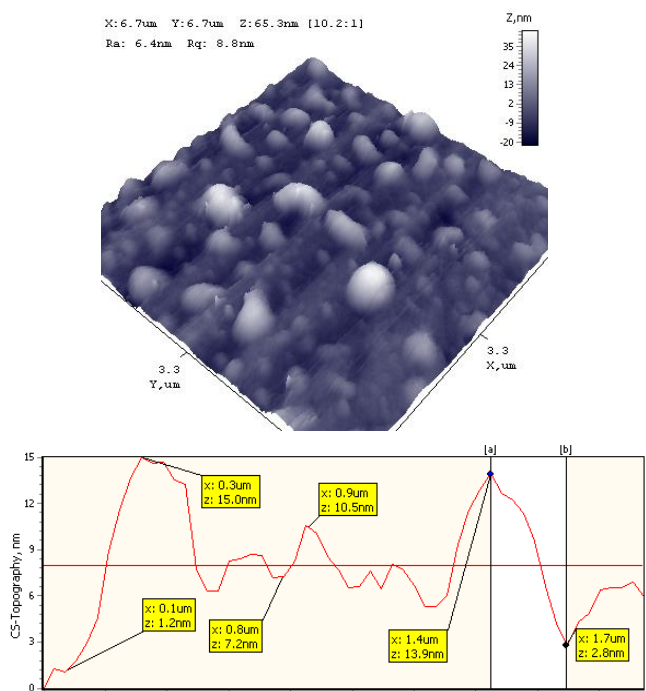 X:6.7um Y:6.7um Z:65.3nm [10.2:1]
Ra: 6.4nm Rq: 8.8nm
Z,nm
35
24
13
2
-9
-20
3.3
Y,um
3.3
X,um
[a] [b]
15
12
9
6
3
0
CS-Topography, nm
x: 0.3um
z: 15.0nm
x: 0.9um
z: 10.5nm
x: 0.1um
z: 1.2nm
x: 0.8um
z: 7.2nm
x: 1.4um
z: 13.9nm
x: 1.7um
z: 2.8nm